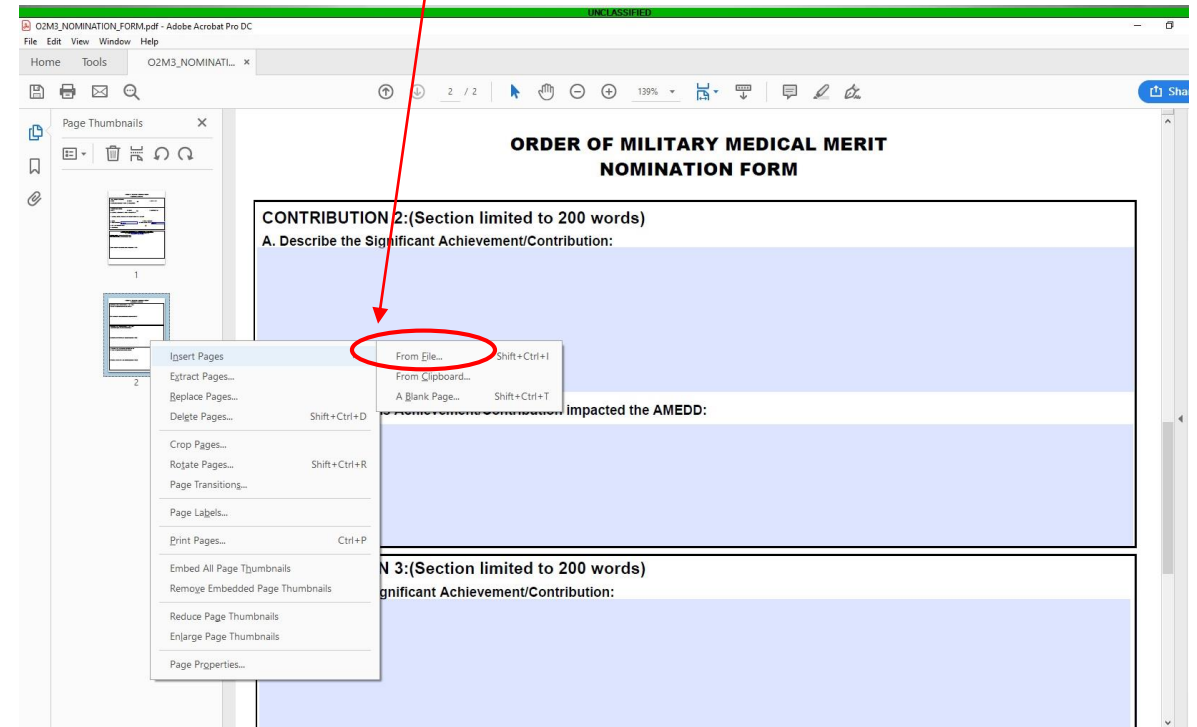 UNCLASSIFIED
O2M3_NOMINATION_FORM.pdf - Adobe Acrobat Pro DC
File Edit View Window Help
Home Tools O2M3_NOMINATI... ×
2 / 2 139%
Page Thumbnails ×
ORDER OF MILITARY MEDICAL MERIT
NOMINATION FORM
CONTRIBUTION 2:(Section limited to 200 words)
A. Describe the Significant Achievement/Contribution:
1
2
Insert Pages
Extract Pages...
Replace Pages...
Delete Pages... Shift+Ctrl+D
Crop Pages...
Rotate Pages... Shift+Ctrl+R
Page Transitions...
Page Labels...
Print Pages... Ctrl+P
Embed All Page Thumbnails
Remove Embedded Page Thumbnails
Reduce Page Thumbnails
Enlarge Page Thumbnails
Page Properties...
From File... Shift+Ctrl+I
From Clipboard...
A Blank Page... Shift+Ctrl+T
Achievement/Contribution impacted the AMEDD:
N 3:(Section limited to 200 words)
gnificant Achievement/Contribution:
Sha